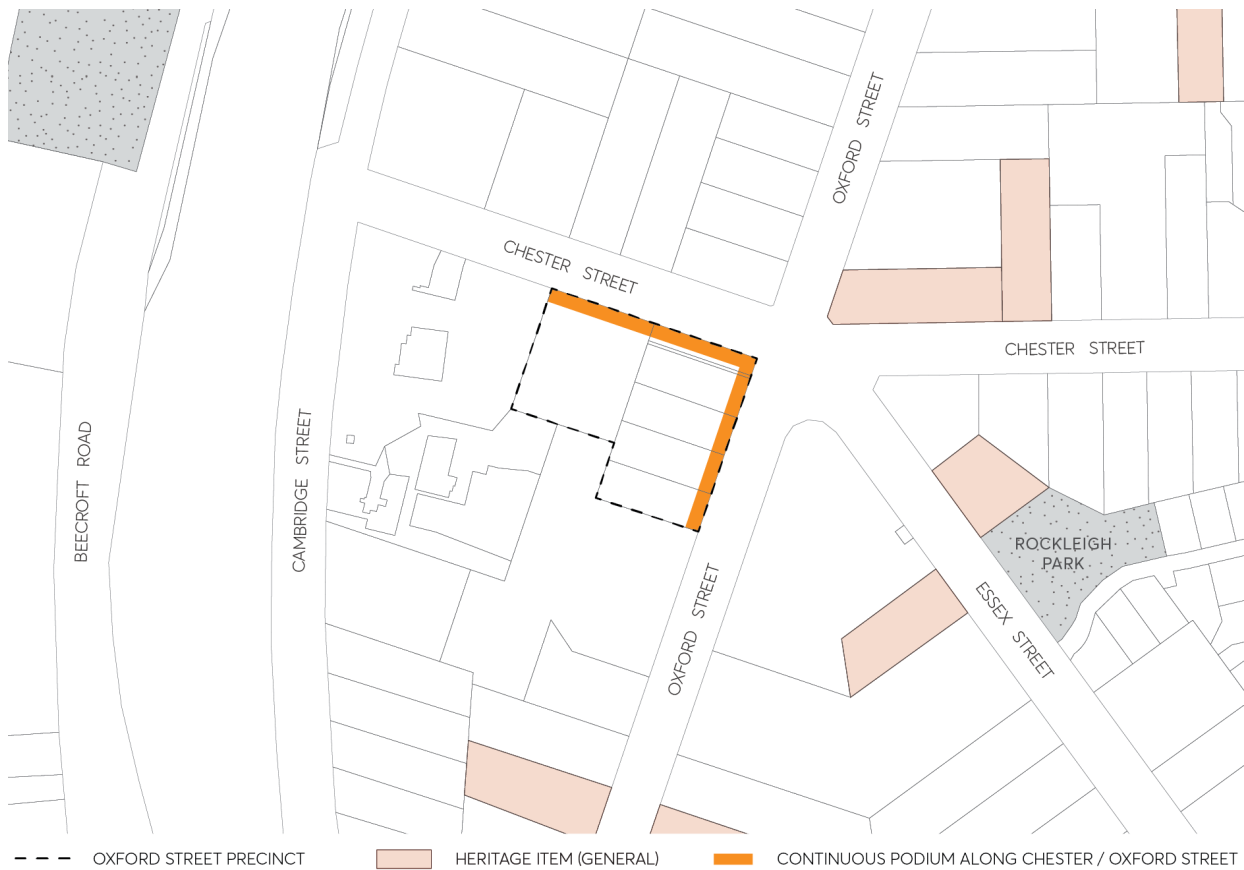 OXFORD STREET
CHESTER STREET
CHESTER STREET
BEECROFT ROAD
CAMBRIDGE STREET
ROCKLEIGH
PARK
OXFORD STREET
ESSEX STREET
OXFORD STREET PRECINCT
HERITAGE ITEM (GENERAL)
CONTINUOUS PODIUM ALONG CHESTER / OXFORD STREET